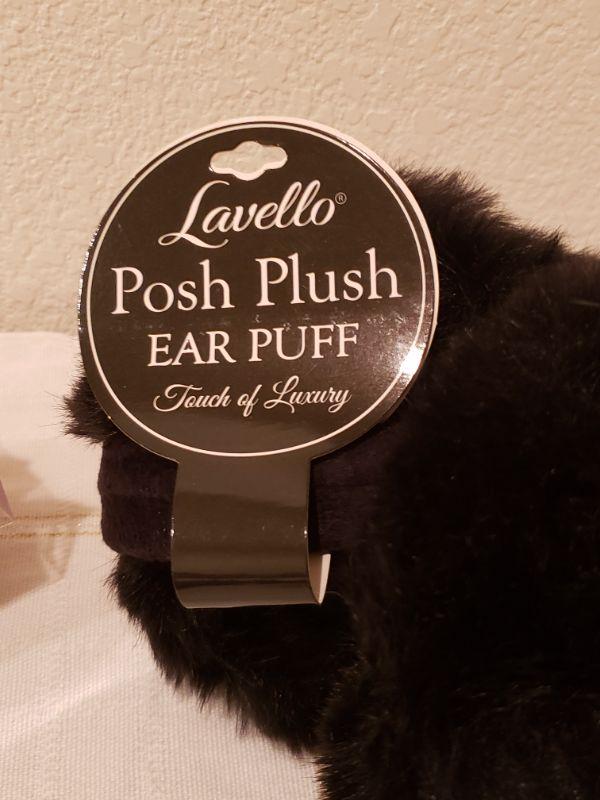 Lavello®
Posh Plush
EAR PUFF
Touch of Luxury